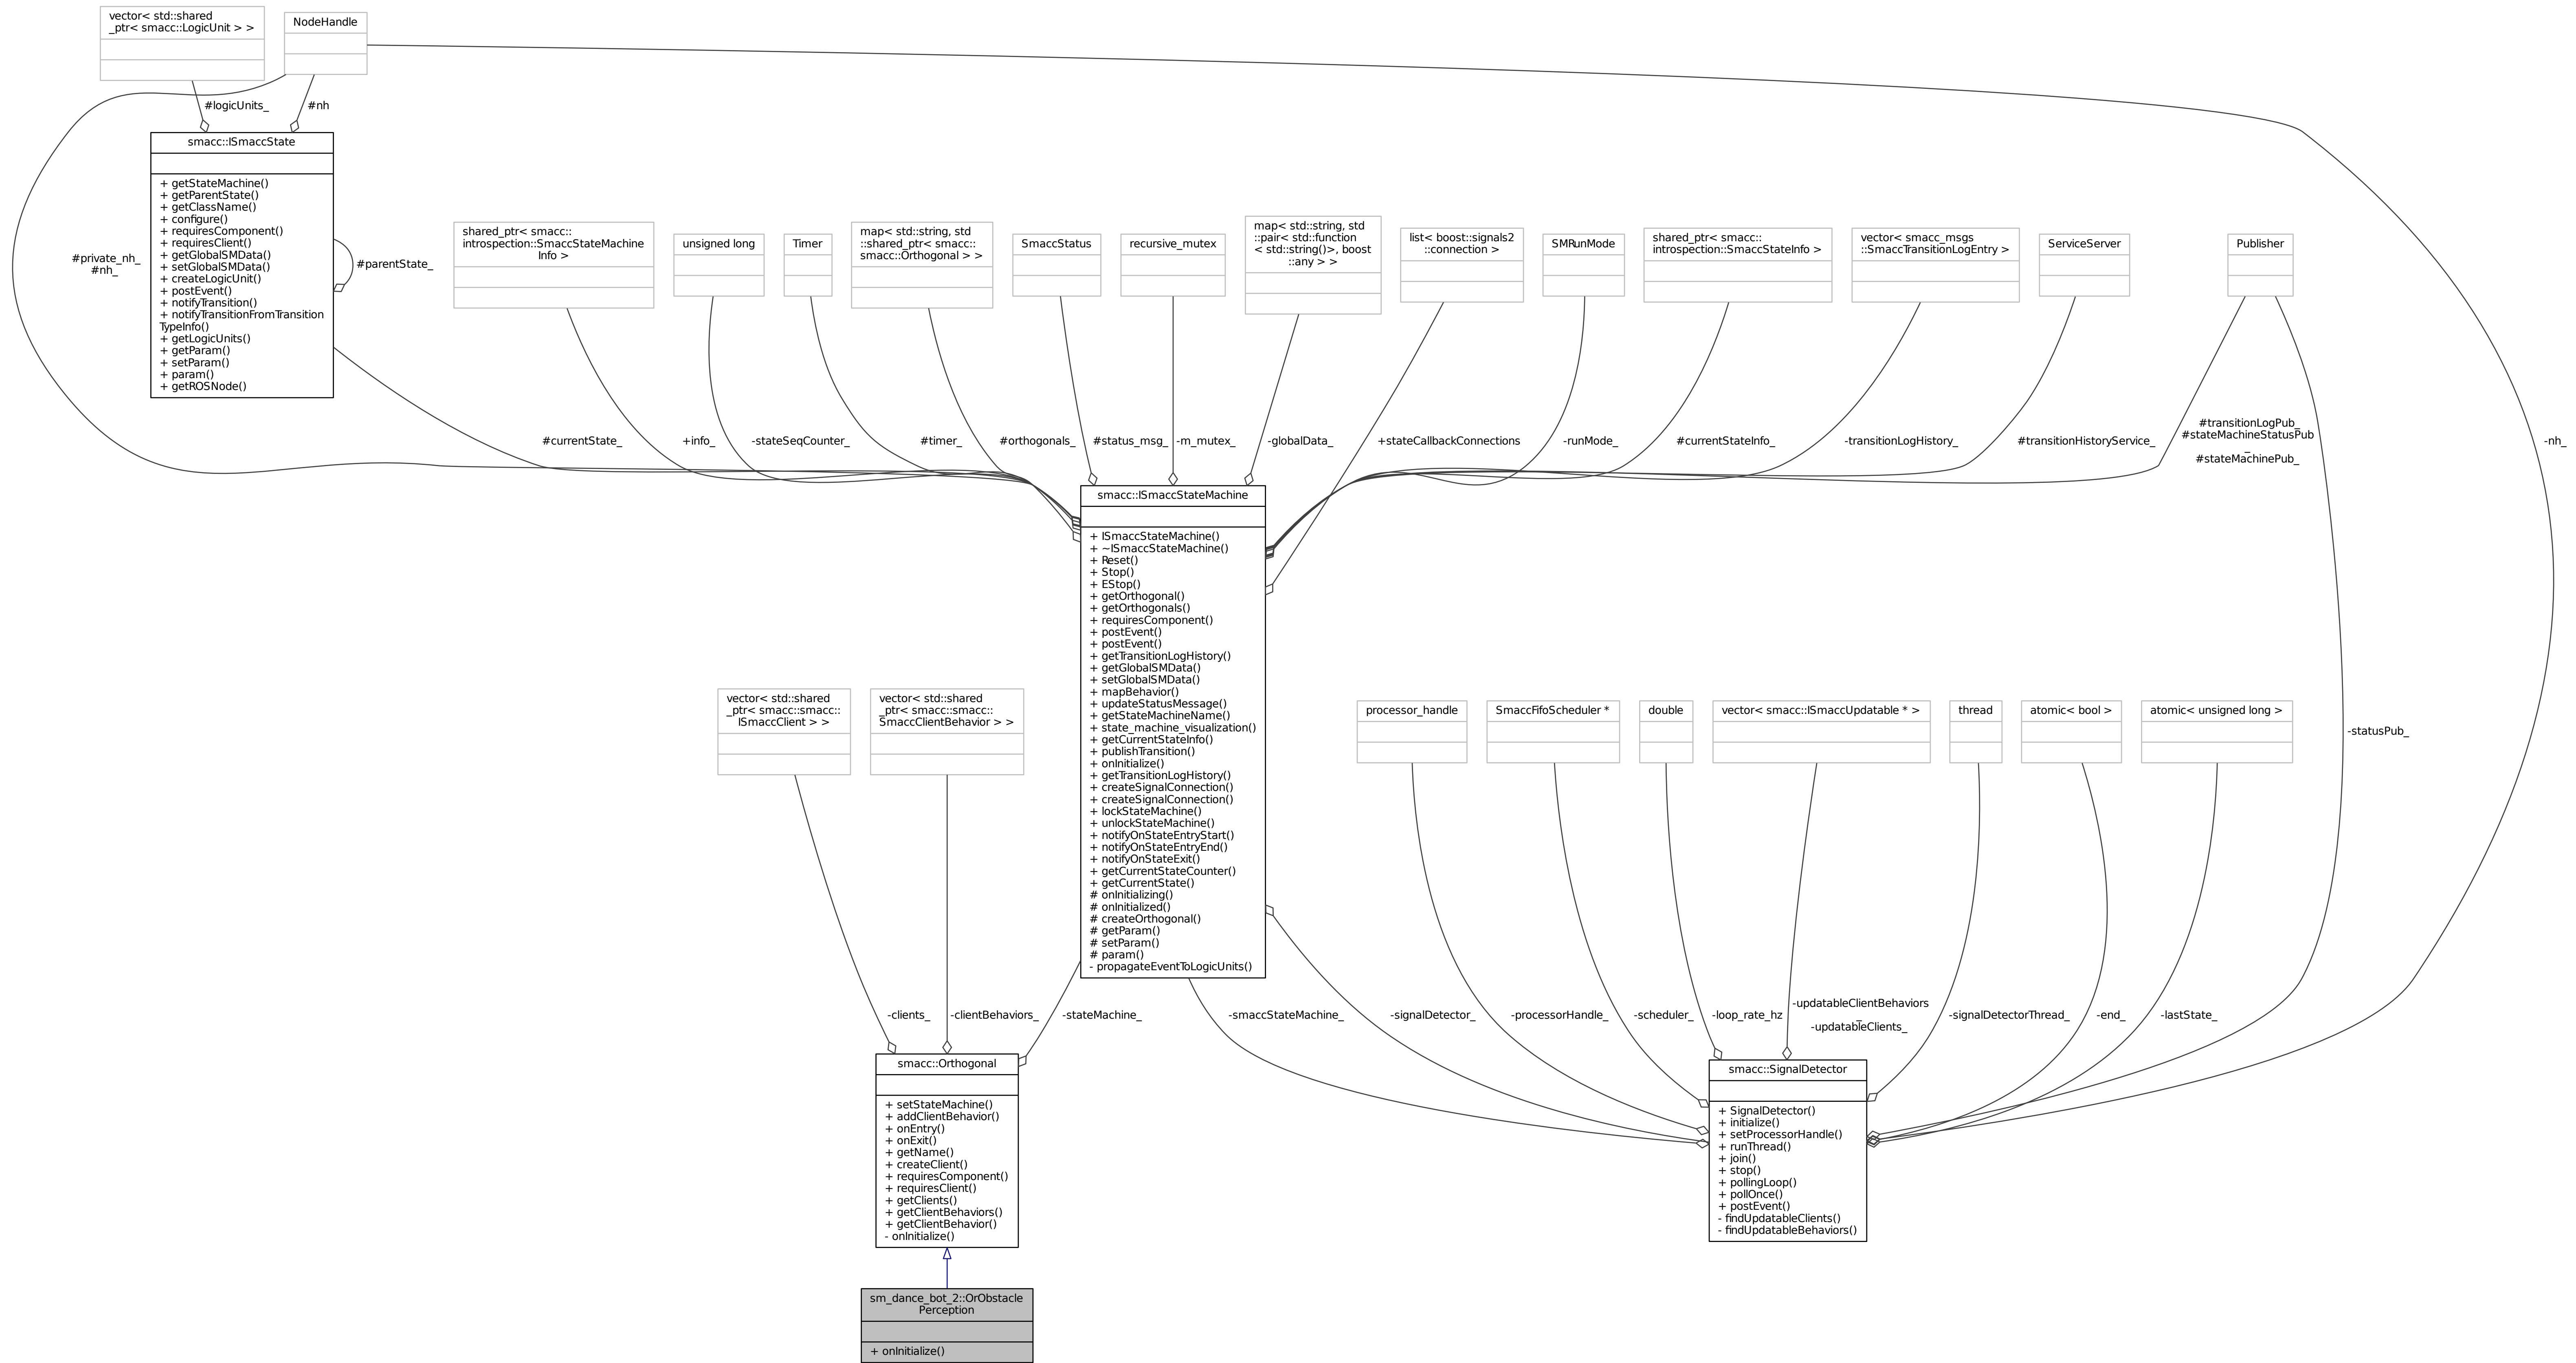 vector< std::shared
_ptr< smacc::LogicUnit > >
NodeHandle
#logicUnits_
#nh
smacc::ISmaccState
+ getStateMachine()
+ getParentState()
+ getClassName()
+ configure()
+ requiresComponent()
+ requiresClient()
+ getGlobalSMData()
+ setGlobalSMData()
+ createLogicUnit()
+ postEvent()
+ notifyTransition()
+ notifyTransitionFromTransition
TypeInfo()
+ getLogicUnits()
+ getParam()
+ setParam()
+ param()
+ getROSNode()
#private_nh_
#nh_
#parentState_
shared_ptr< smacc::
introspection::SmaccStateMachine
Info >
unsigned long
Timer
map< std::string, std
::shared_ptr< smacc::
smacc::Orthogonal > >
SmaccStatus
recursive_mutex
map< std::string, std
::pair< std::function
< std::string()>, boost
::any > >
list< boost::signals2
::connection >
SMRunMode
shared_ptr< smacc::
introspection::SmaccStateInfo >
vector< smacc_msgs
::SmaccTransitionLogEntry >
ServiceServer
Publisher
#currentState_
+info_
-stateSeqCounter_
#timer_
#orthogonals_
#status_msg_
-m_mutex_
-globalData_
+stateCallbackConnections
-runMode_
#currentStateInfo_
-transitionLogHistory_
#transitionHistoryService_
#transitionLogPub_
#stateMachineStatusPub
_
#stateMachinePub_
-nh_
smacc::ISmaccStateMachine
+ ISmaccStateMachine()
+ ~ISmaccStateMachine()
+ Reset()
+ Stop()
+ EStop()
+ getOrthogonal()
+ getOrthogonals()
+ requiresComponent()
+ postEvent()
+ postEvent()
+ getTransitionLogHistory()
+ getGlobalSMData()
+ setGlobalSMData()
+ mapBehavior()
+ updateStatusMessage()
+ getStateMachineName()
+ state_machine_visualization()
+ getCurrentStateInfo()
+ publishTransition()
+ onInitialize()
+ getTransitionLogHistory()
+ createSignalConnection()
+ createSignalConnection()
+ lockStateMachine()
+ unlockStateMachine()
+ notifyOnStateEntryStart()
+ notifyOnStateEntryEnd()
+ notifyOnStateExit()
+ getCurrentStateCounter()
+ getCurrentState()
# onInitializing()
# onInitialized()
# createOrthogonal()
# getParam()
# setParam()
# param()
- propagateEventToLogicUnits()
vector< std::shared
_ptr< smacc::smacc::
ISmaccClient > >
vector< std::shared
_ptr< smacc::smacc::
SmaccClientBehavior > >
processor_handle
SmaccFifoScheduler *
double
vector< smacc::ISmaccUpdatable * >
thread
atomic< bool >
atomic< unsigned long >
-statusPub_
-clients_
-clientBehaviors_
-stateMachine_
-smaccStateMachine_
-signalDetector_
-processorHandle_
-scheduler_
-loop_rate_hz
-updatableClientBehaviors
_
-updatableClients_
-signalDetectorThread_
-end_
-lastState_
smacc::Orthogonal
+ setStateMachine()
+ addClientBehavior()
+ onEntry()
+ onExit()
+ getName()
+ createClient()
+ requiresComponent()
+ requiresClient()
+ getClients()
+ getClientBehaviors()
+ getClientBehavior()
- onInitialize()
smacc::SignalDetector
+ SignalDetector()
+ initialize()
+ setProcessorHandle()
+ runThread()
+ join()
+ stop()
+ pollingLoop()
+ pollOnce()
+ postEvent()
- findUpdatableClients()
- findUpdatableBehaviors()
sm_dance_bot_2::OrObstacle
Perception
+ onInitialize()